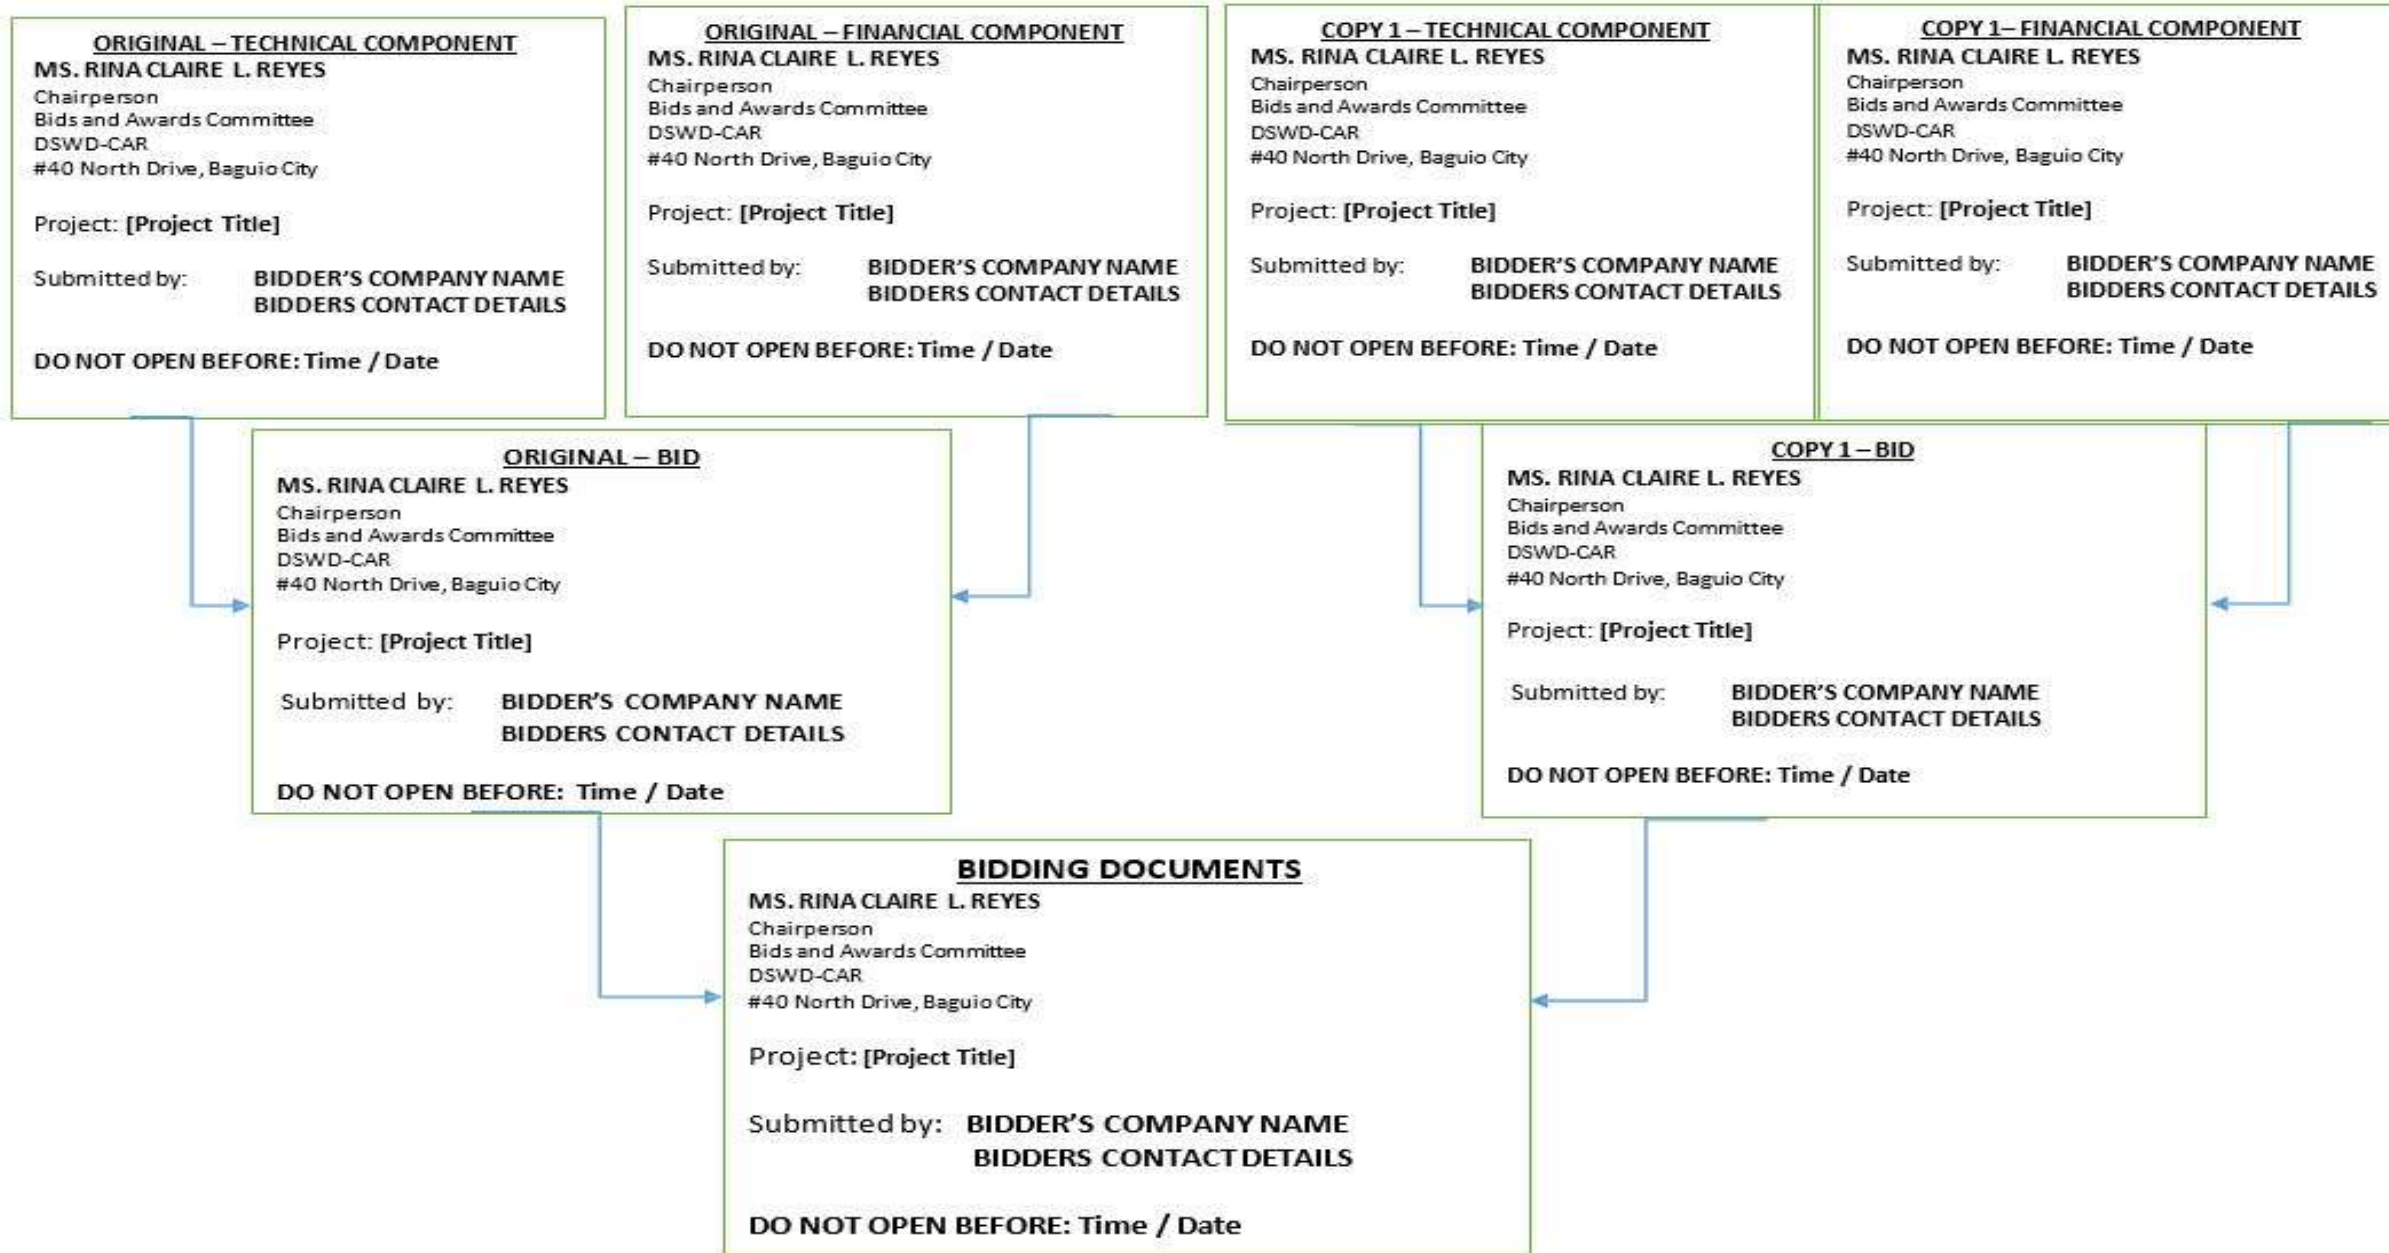 ORIGINAL – TECHNICAL COMPONENT
MS. RINA CLAIRE L. REYES
Chairperson
Bids and Awards Committee
DSWD-CAR
#40 North Drive, Baguio City
Project: [Project Title]
Submitted by: BIDDER'S COMPANY NAME
BIDDERS CONTACT DETAILS
DO NOT OPEN BEFORE: Time / Date
ORIGINAL – FINANCIAL COMPONENT
MS. RINA CLAIRE L. REYES
Chairperson
Bids and Awards Committee
DSWD-CAR
#40 North Drive, Baguio City
Project: [Project Title]
Submitted by: BIDDER'S COMPANY NAME
BIDDERS CONTACT DETAILS
DO NOT OPEN BEFORE: Time / Date
COPY 1 – TECHNICAL COMPONENT
MS. RINA CLAIRE L. REYES
Chairperson
Bids and Awards Committee
DSWD-CAR
#40 North Drive, Baguio City
Project: [Project Title]
Submitted by: BIDDER'S COMPANY NAME
BIDDERS CONTACT DETAILS
DO NOT OPEN BEFORE: Time / Date
COPY 1– FINANCIAL COMPONENT
MS. RINA CLAIRE L. REYES
Chairperson
Bids and Awards Committee
DSWD-CAR
#40 North Drive, Baguio City
Project: [Project Title]
Submitted by: BIDDER'S COMPANY NAME
BIDDERS CONTACT DETAILS
DO NOT OPEN BEFORE: Time / Date
ORIGINAL – BID
MS. RINA CLAIRE L. REYES
Chairperson
Bids and Awards Committee
DSWD-CAR
#40 North Drive, Baguio City
Project: [Project Title]
Submitted by: BIDDER'S COMPANY NAME
BIDDERS CONTACT DETAILS
DO NOT OPEN BEFORE: Time / Date
COPY 1 – BID
MS. RINA CLAIRE L. REYES
Chairperson
Bids and Awards Committee
DSWD-CAR
#40 North Drive, Baguio City
Project: [Project Title]
Submitted by: BIDDER'S COMPANY NAME
BIDDERS CONTACT DETAILS
DO NOT OPEN BEFORE: Time / Date
BIDDING DOCUMENTS
MS. RINA CLAIRE L. REYES
Chairperson
Bids and Awards Committee
DSWD-CAR
#40 North Drive, Baguio City
Project: [Project Title]
Submitted by: BIDDER'S COMPANY NAME
BIDDERS CONTACT DETAILS
DO NOT OPEN BEFORE: Time / Date